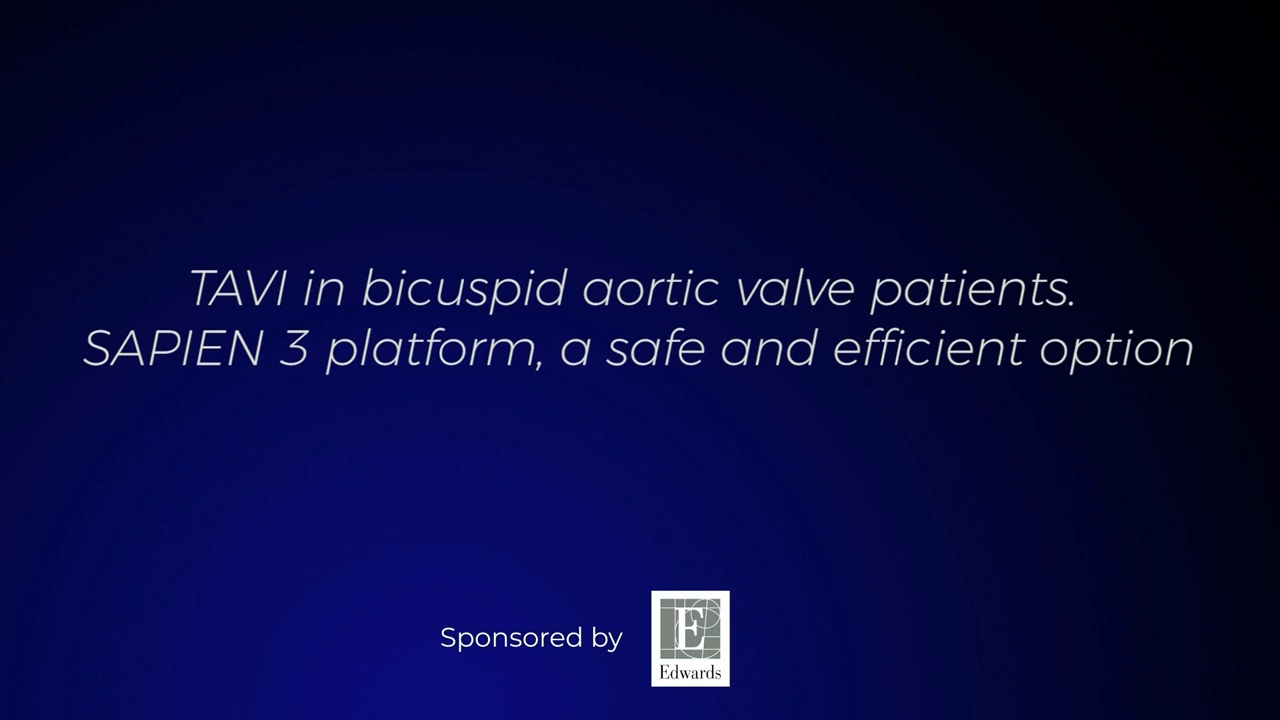 TAVI in bicuspid aortic valve patients.
SAPIEN 3 platform, a safe and efficient option
Sponsored by
E
Edwards